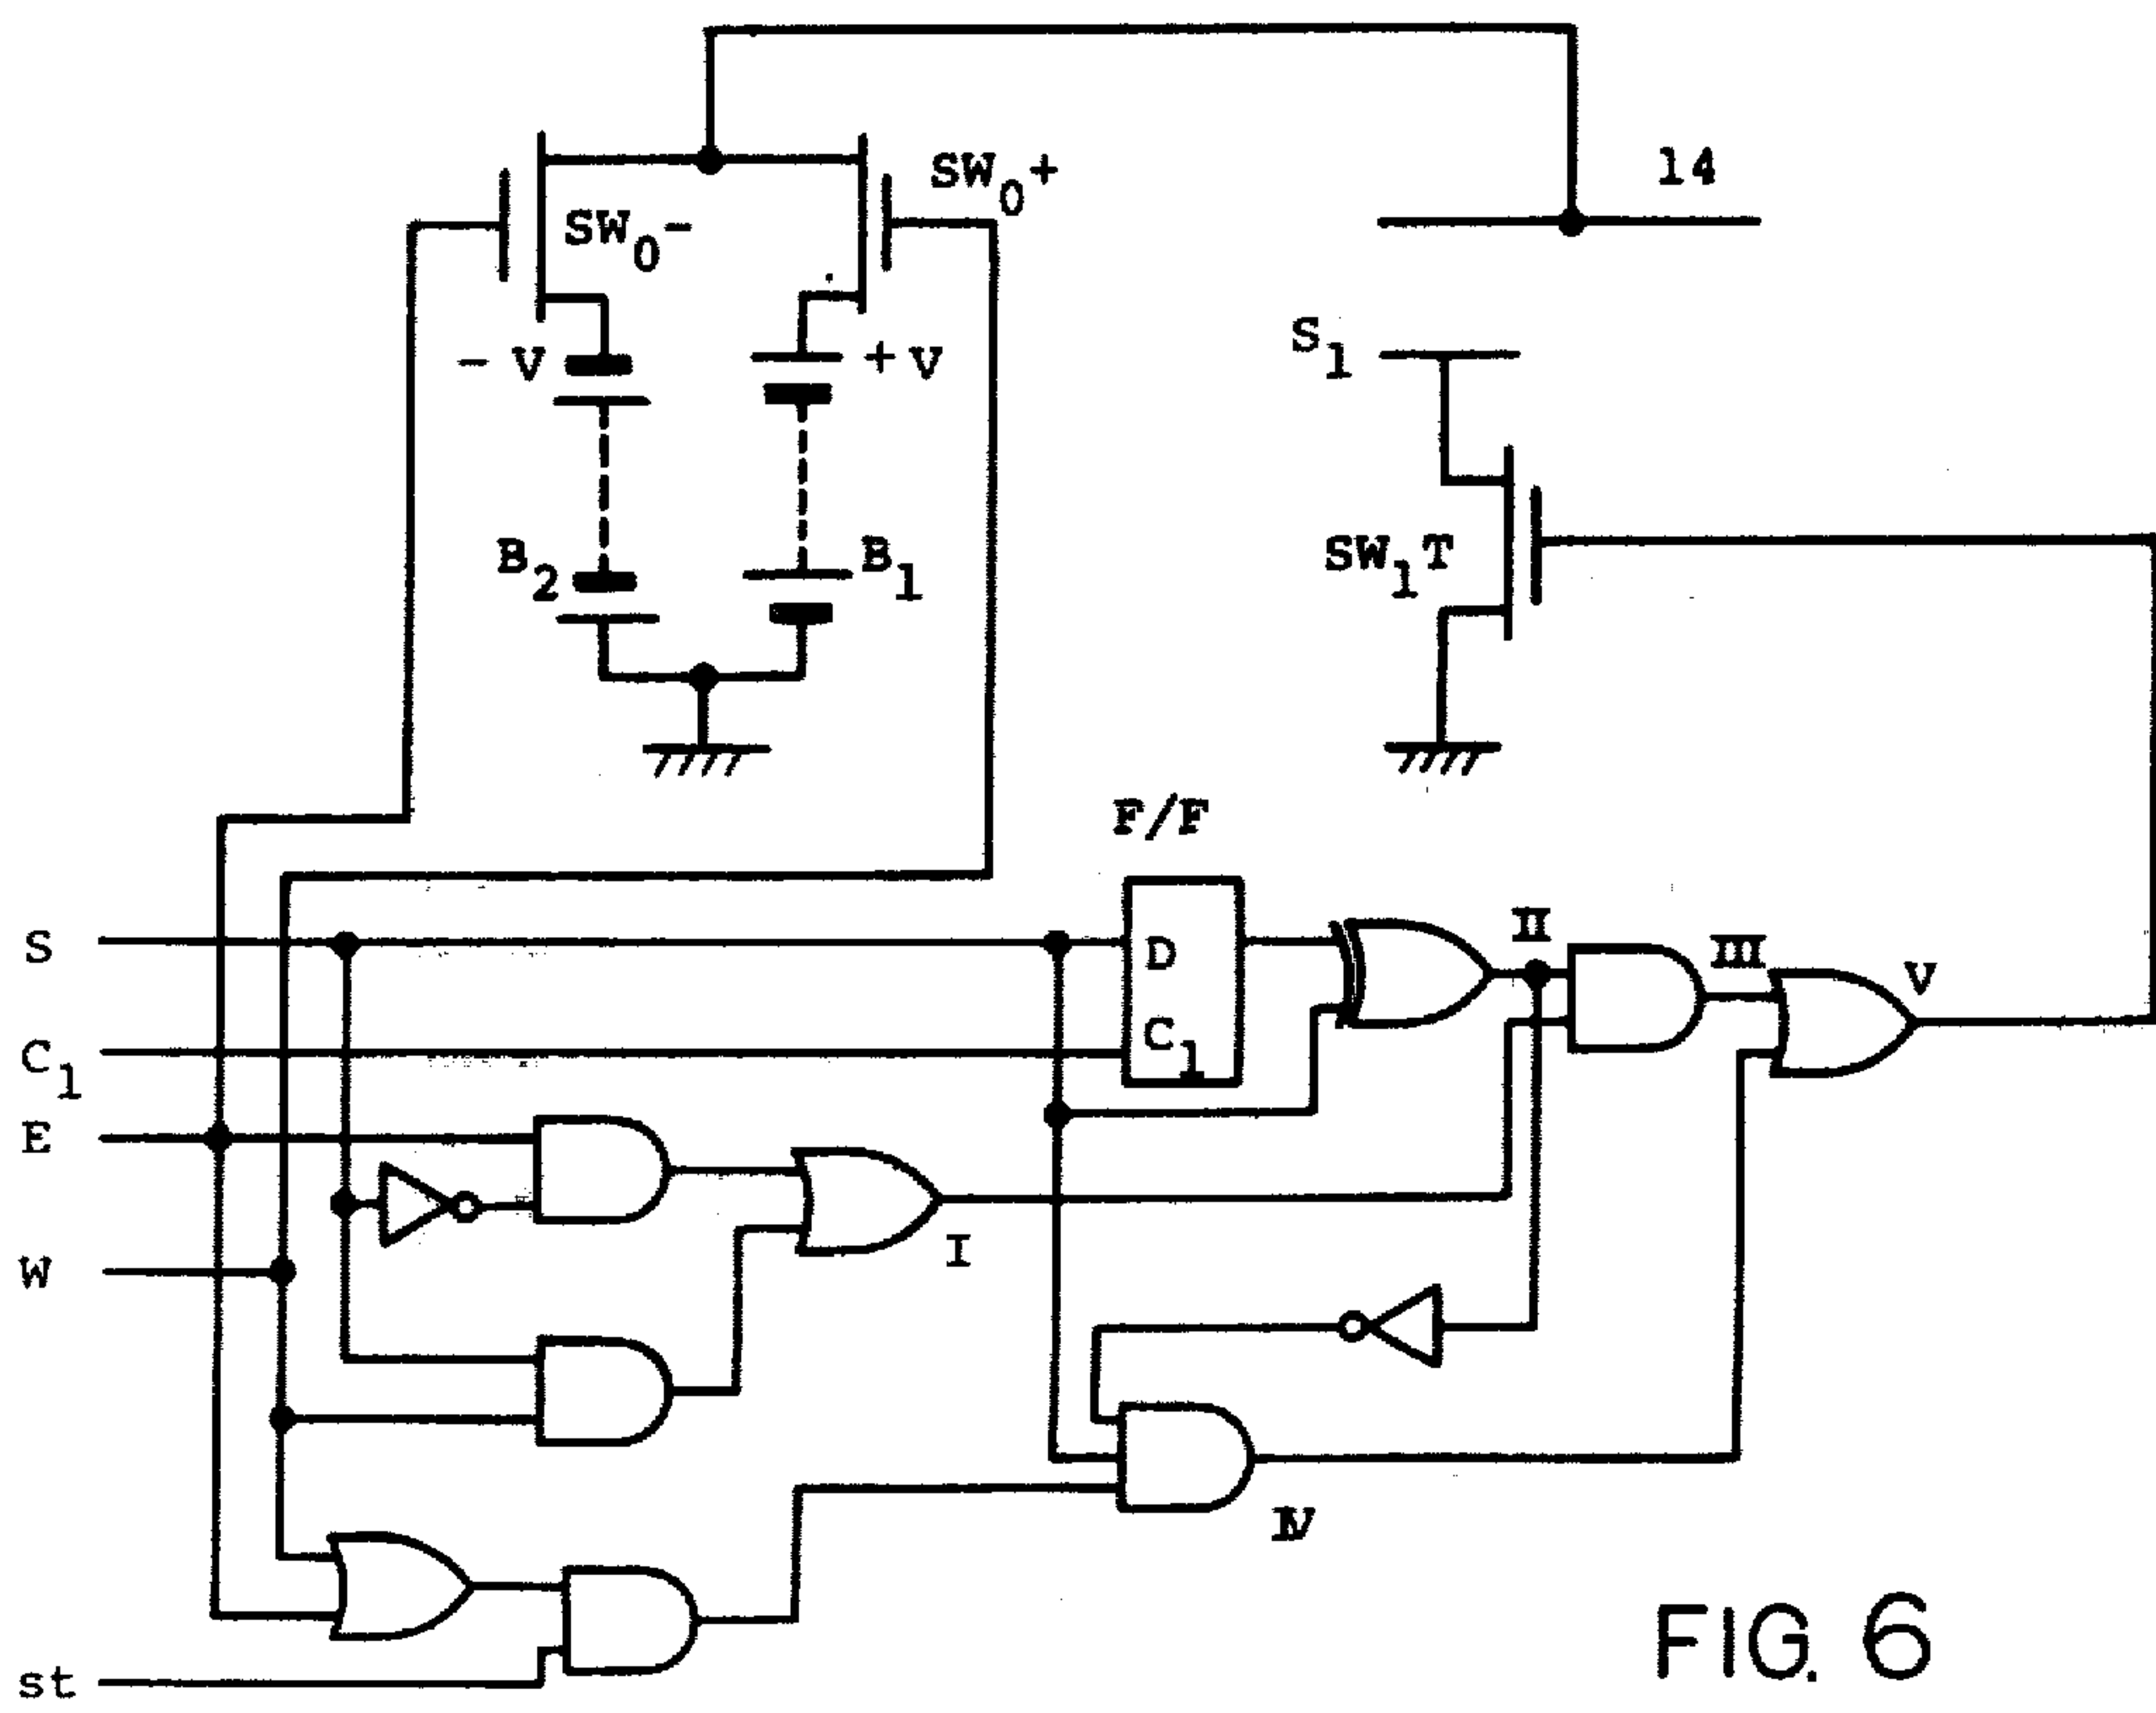 14
SW0+
SW0-
S1
- V
+ V
B2
B1
SW1T
F/F
S
D
II
III
V
C1
C1
E
I
W
IV
st
FIG. 6